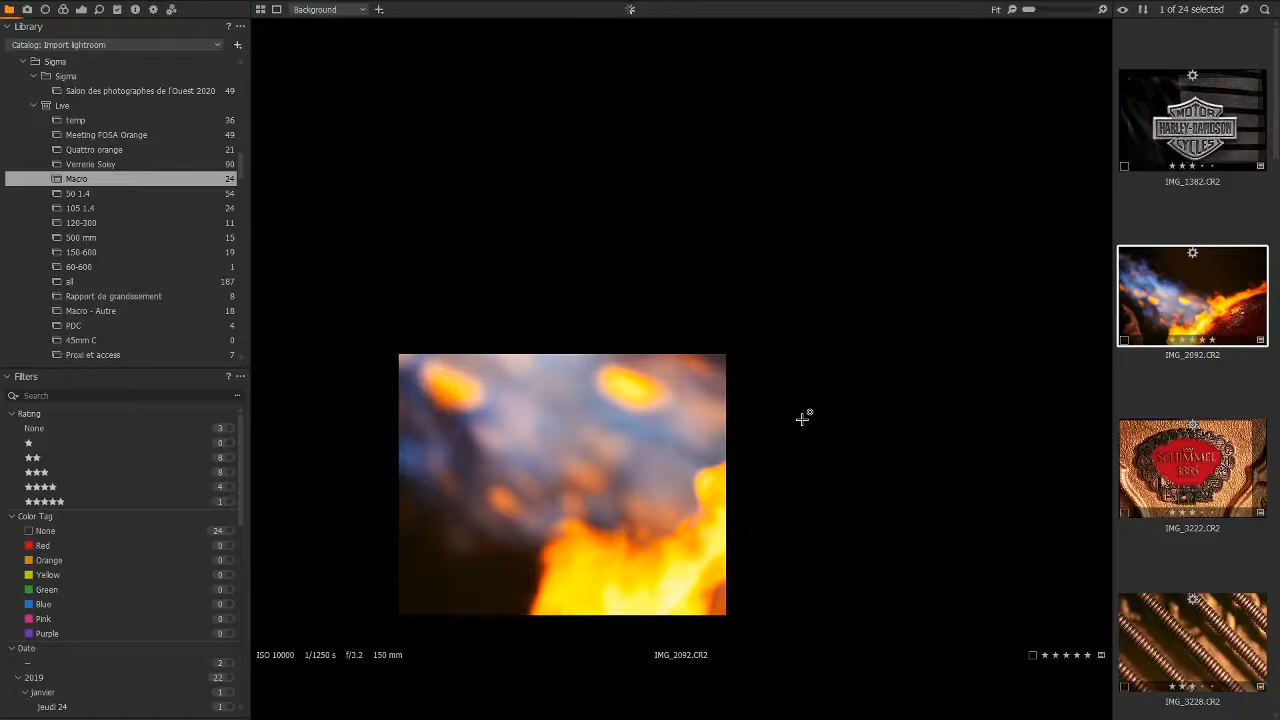 Background
Fit
1 of 24 selected
Library
? ...
Catalog: Import lightroom
Sigma
Sigma
Salon des photographes de l'Ouest 2020 49
Live
temp 36
Meeting FOSA Orange 49
Quattro orange 21
Verrerie Soisy 90
Macro 24
50 1.4 54
105 1.4 24
120-300 11
500 mm 15
150-600 19
60-600 1
all 187
Rapport de grandissement 8
Macro - Autre 18
PDC 4
45mm C 0
Proxi et access 7
Filters
? ...
Search
Rating
None 3
★ 0
★★ 8
★★★ 8
★★★★ 4
★★★★★ 1
Color Tag
None 24
Red 0
Orange 0
Yellow 0
Green 0
Blue 0
Pink 0
Purple 0
Date
-- 2
2019 22
janvier 1
jeudi 24 1
ISO 10000 1/1250 s f/3.2 150 mm
IMG_2092.CR2
MOTOR
HARLEY-DAVIDSON
CYCLES
IMG_1382.CR2
IMG_2092.CR2
SCHIMMEL
1885
IMG_3222.CR2
IMG_3228.CR2